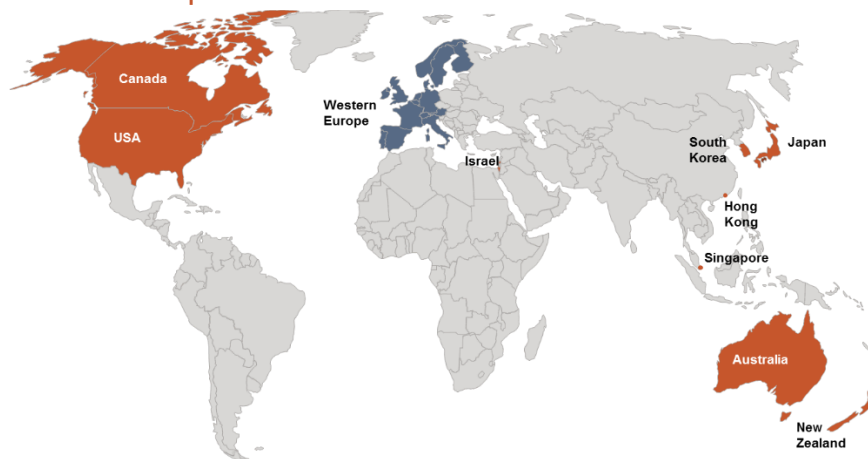 Canada
USA
Western
Europe
Israel
South
Korea
Japan
Hong
Kong
Singapore
Australia
New
Zealand